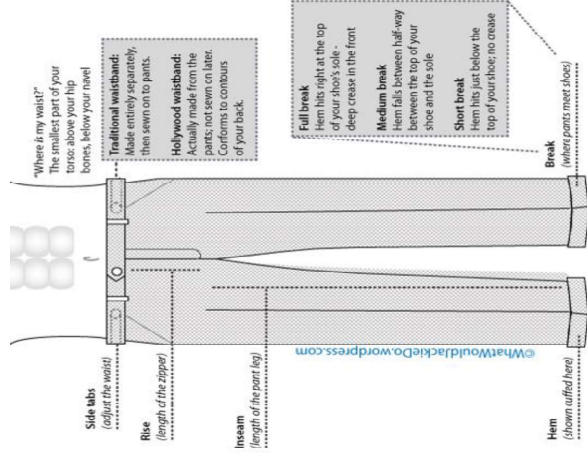 "Where is my waist?"
The smallest part of your
torso: above your hip
bones, below your navel
Traditional waistband:
Made entirely separately,
then sewn on to pants.
Hollywood waistband:
Actually made from the
pants; not sewn on later.
Conforms to contours
of your back.
Full break
Hem hits right at the top
of your shoe's sole -
deep crease in the front
Medium break
Hem falls between half-way
between the top of your
shoe and the sole
Short break
Hem hits just below the
top of your shoe; no crease
Break
(where pants meet shoes)
Side tabs
(adjust the waist)
Rise
(length of the zipper)
Inseam
(length of the pant leg)
Hem
(shown cuffed here)
©WhatWouldJackieDo.wordpress.com